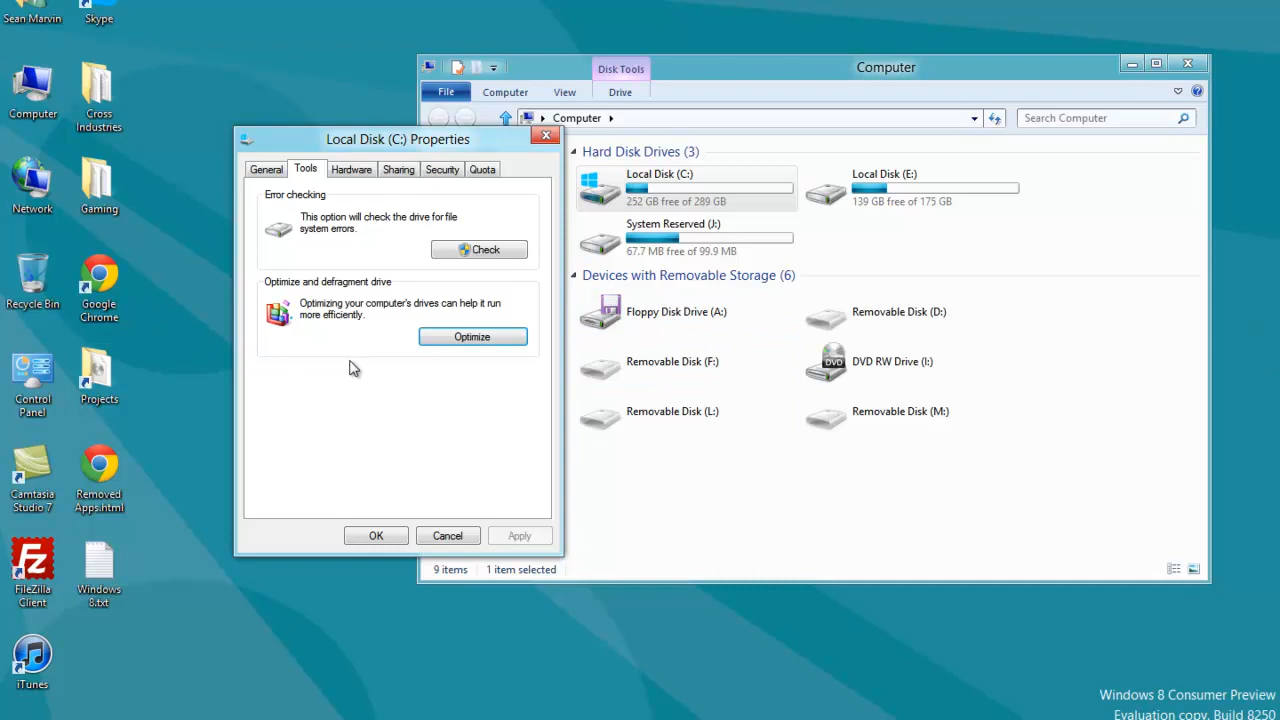 Sean Marvin
Skype
Computer
Cross
Industries
Network
Gaming
Recycle Bin
Google
Chrome
Control
Panel
Projects
Camtasia
Studio 7
Removed
Apps.html
FileZilla
Client
Windows
8.txt
iTunes
Local Disk (C:) Properties
General
Tools
Hardware
Sharing
Security
Quota
Error checking
This option will check the drive for file
system errors.
Check
Optimize and defragment drive
Optimizing your computer's drives can help it run
more efficiently.
Optimize
OK
Cancel
Apply
Disk Tools
Computer
File
Computer
View
Drive
Computer
Search Computer
Hard Disk Drives (3)
Local Disk (C:)
252 GB free of 289 GB
Local Disk (E:)
139 GB free of 175 GB
System Reserved (J:)
67.7 MB free of 99.9 MB
Devices with Removable Storage (6)
Floppy Disk Drive (A:)
Removable Disk (D:)
Removable Disk (F:)
DVD
DVD RW Drive (I:)
Removable Disk (L:)
Removable Disk (M:)
9 items
1 item selected
Windows 8 Consumer Preview
Evaluation copy. Build 8250